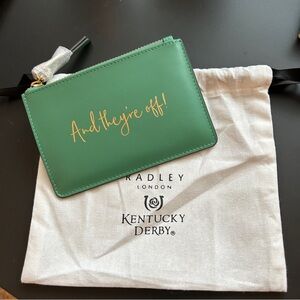 And they're off!
RADLEY
LONDON
KENTUCKY
DERBY®